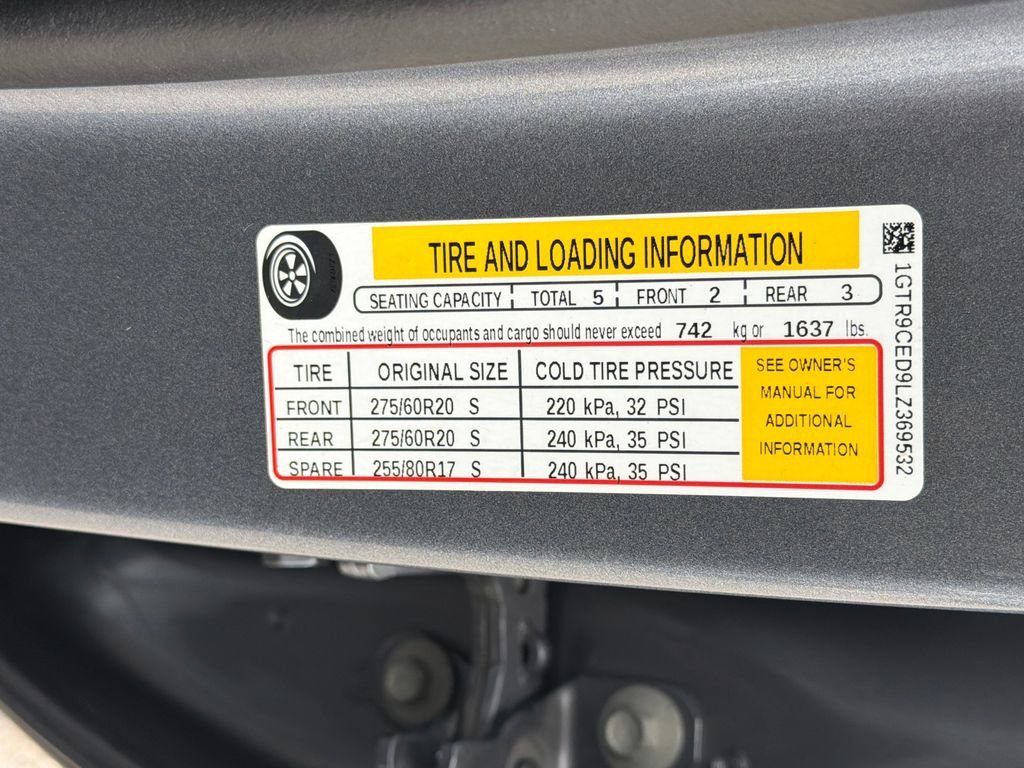 TIRE AND LOADING INFORMATION
SEATING CAPACITY TOTAL 5 FRONT 2 REAR 3
The combined weight of occupants and cargo should never exceed 742 kg or 1637 lbs.
TIRE ORIGINAL SIZE COLD TIRE PRESSURE
FRONT 275/60R20 S 220 kPa, 32 PSI
REAR 275/60R20 S 240 kPa, 35 PSI
SPARE 255/80R17 S 240 kPa, 35 PSI
SEE OWNER'S
MANUAL FOR
ADDITIONAL
INFORMATION
1GTR9CED9LZ369532